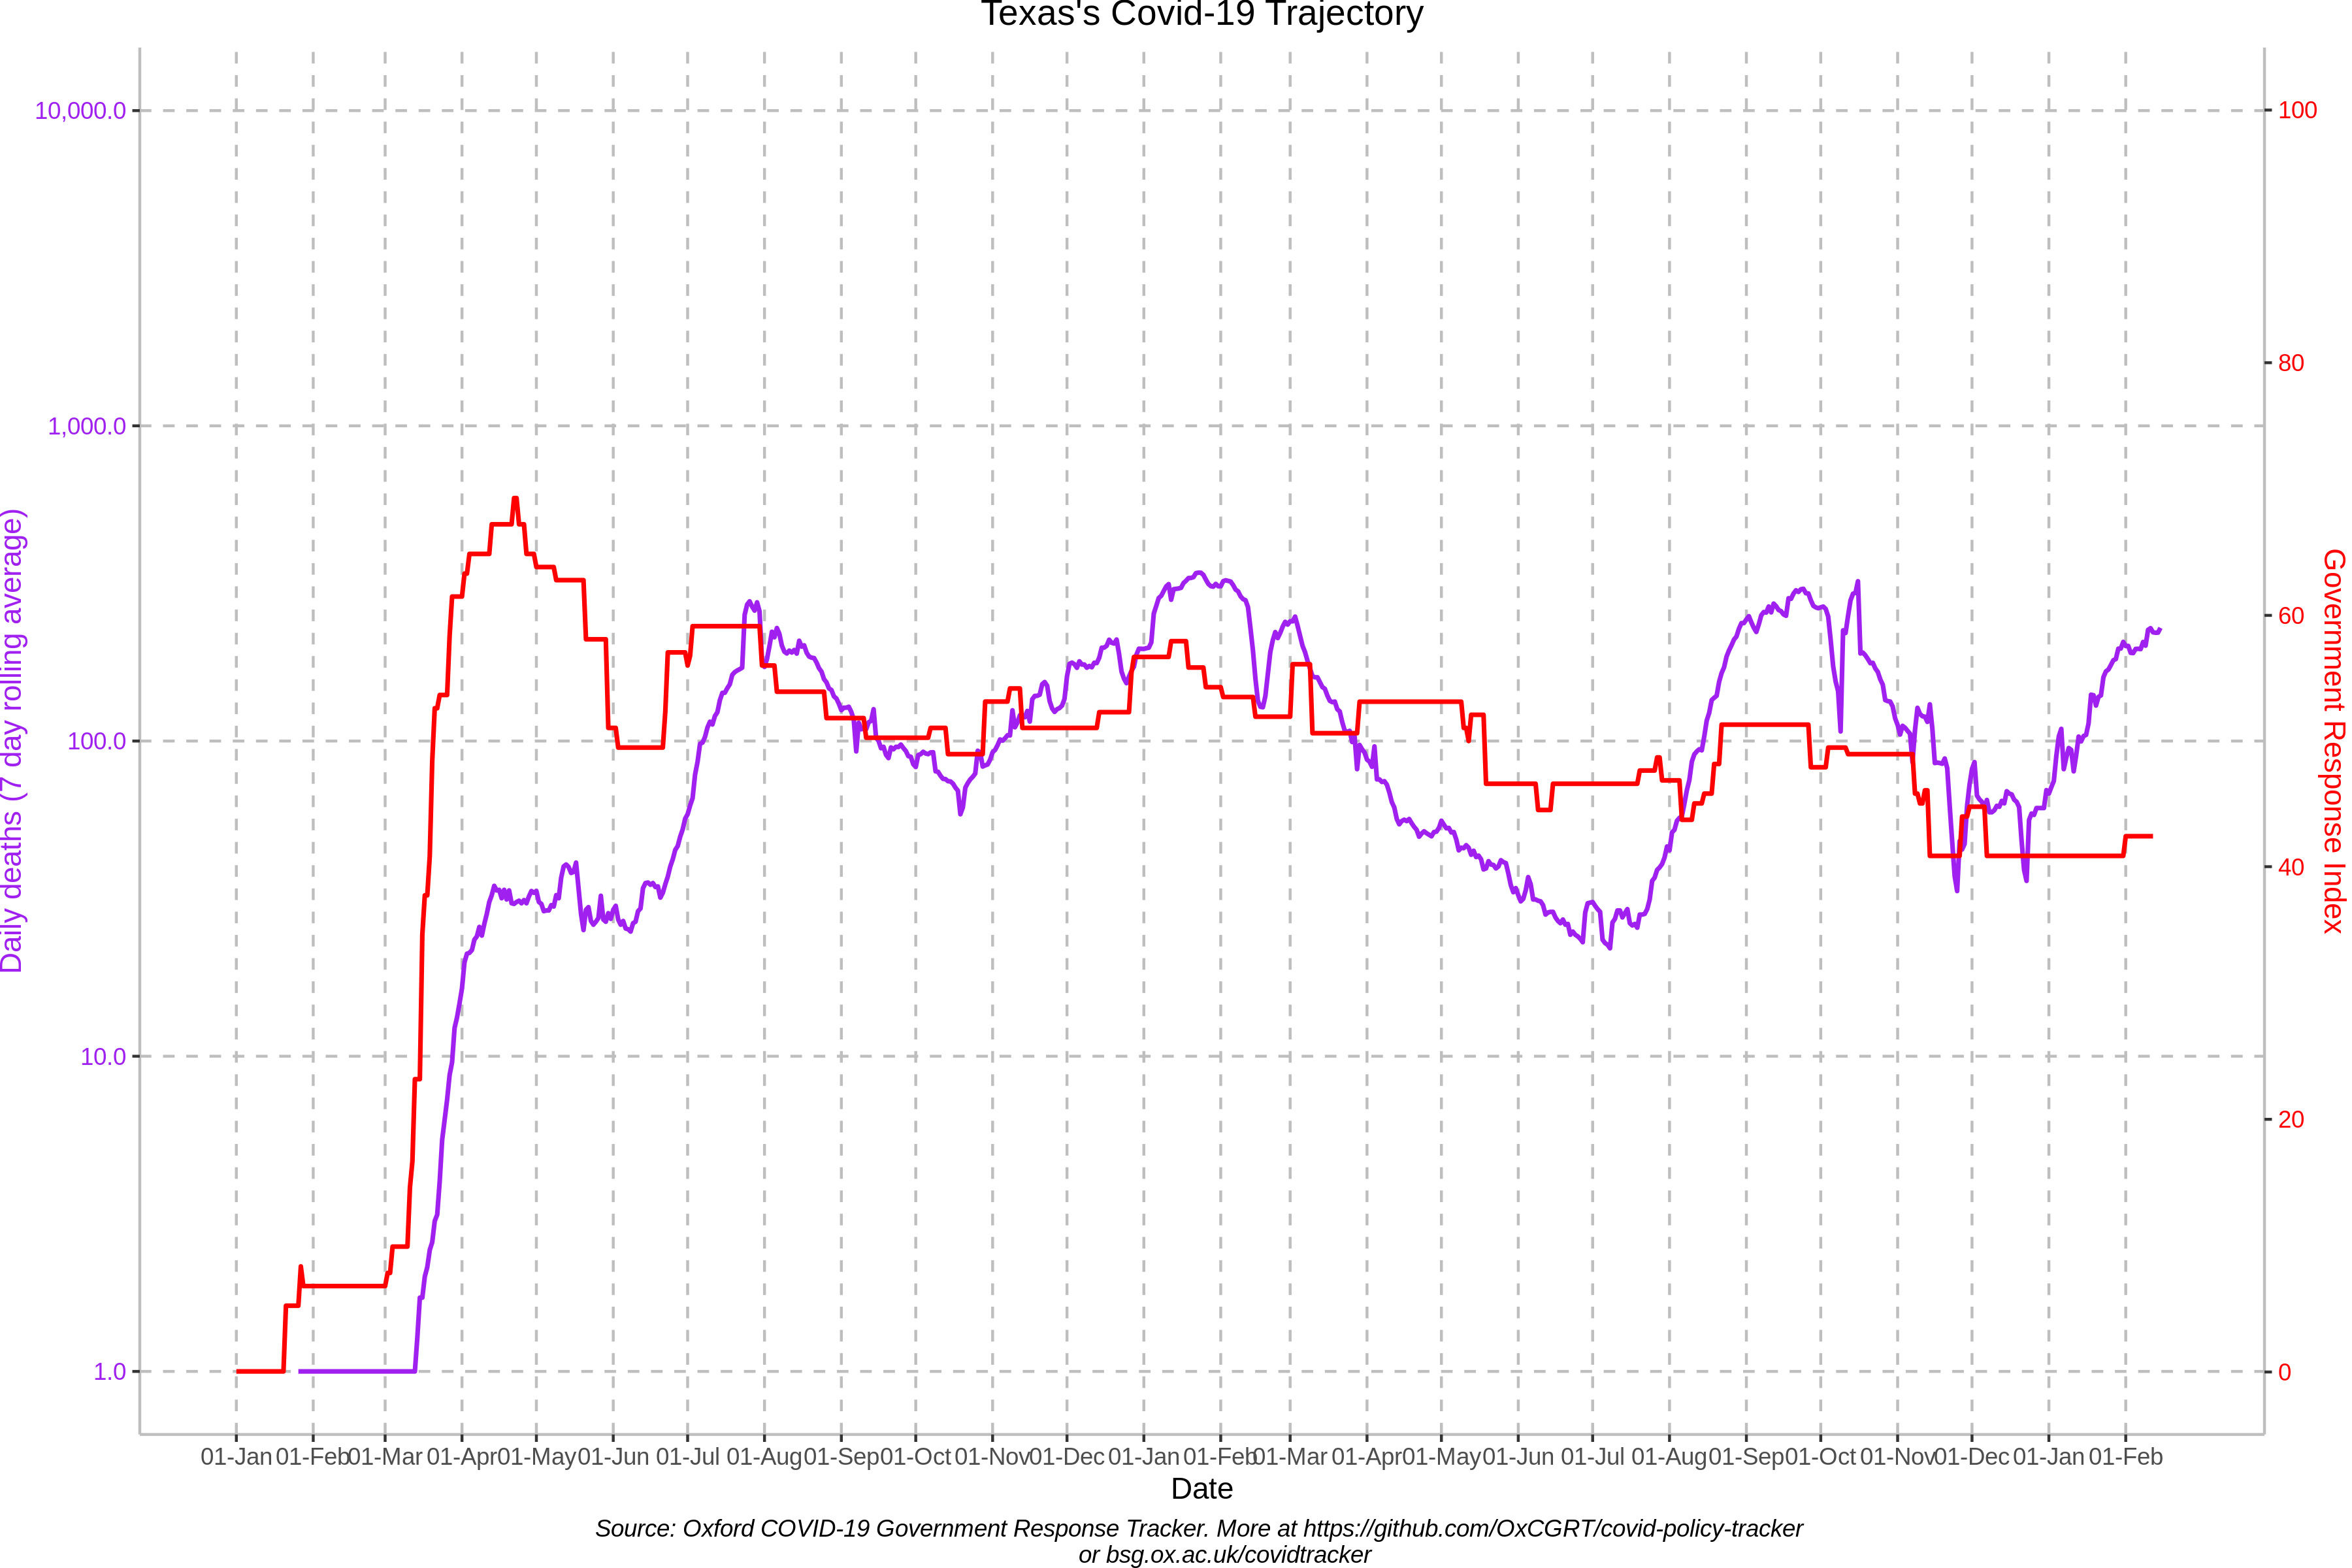 Texas's Covid-19 Trajectory
10,000.0
1,000.0
100.0
10.0
1.0
Daily deaths (7 day rolling average)
100
80
60
40
20
0
Government Response Index
01-Jan 01-Feb 01-Mar 01-Apr 01-May 01-Jun 01-Jul 01-Aug 01-Sep 01-Oct 01-Nov 01-Dec 01-Jan 01-Feb 01-Mar 01-Apr 01-May 01-Jun 01-Jul 01-Aug 01-Sep 01-Oct 01-Nov 01-Dec 01-Jan 01-Feb
Date
Source: Oxford COVID-19 Government Response Tracker. More at https://github.com/OxCGRT/covid-policy-tracker
or bsg.ox.ac.uk/covidtracker